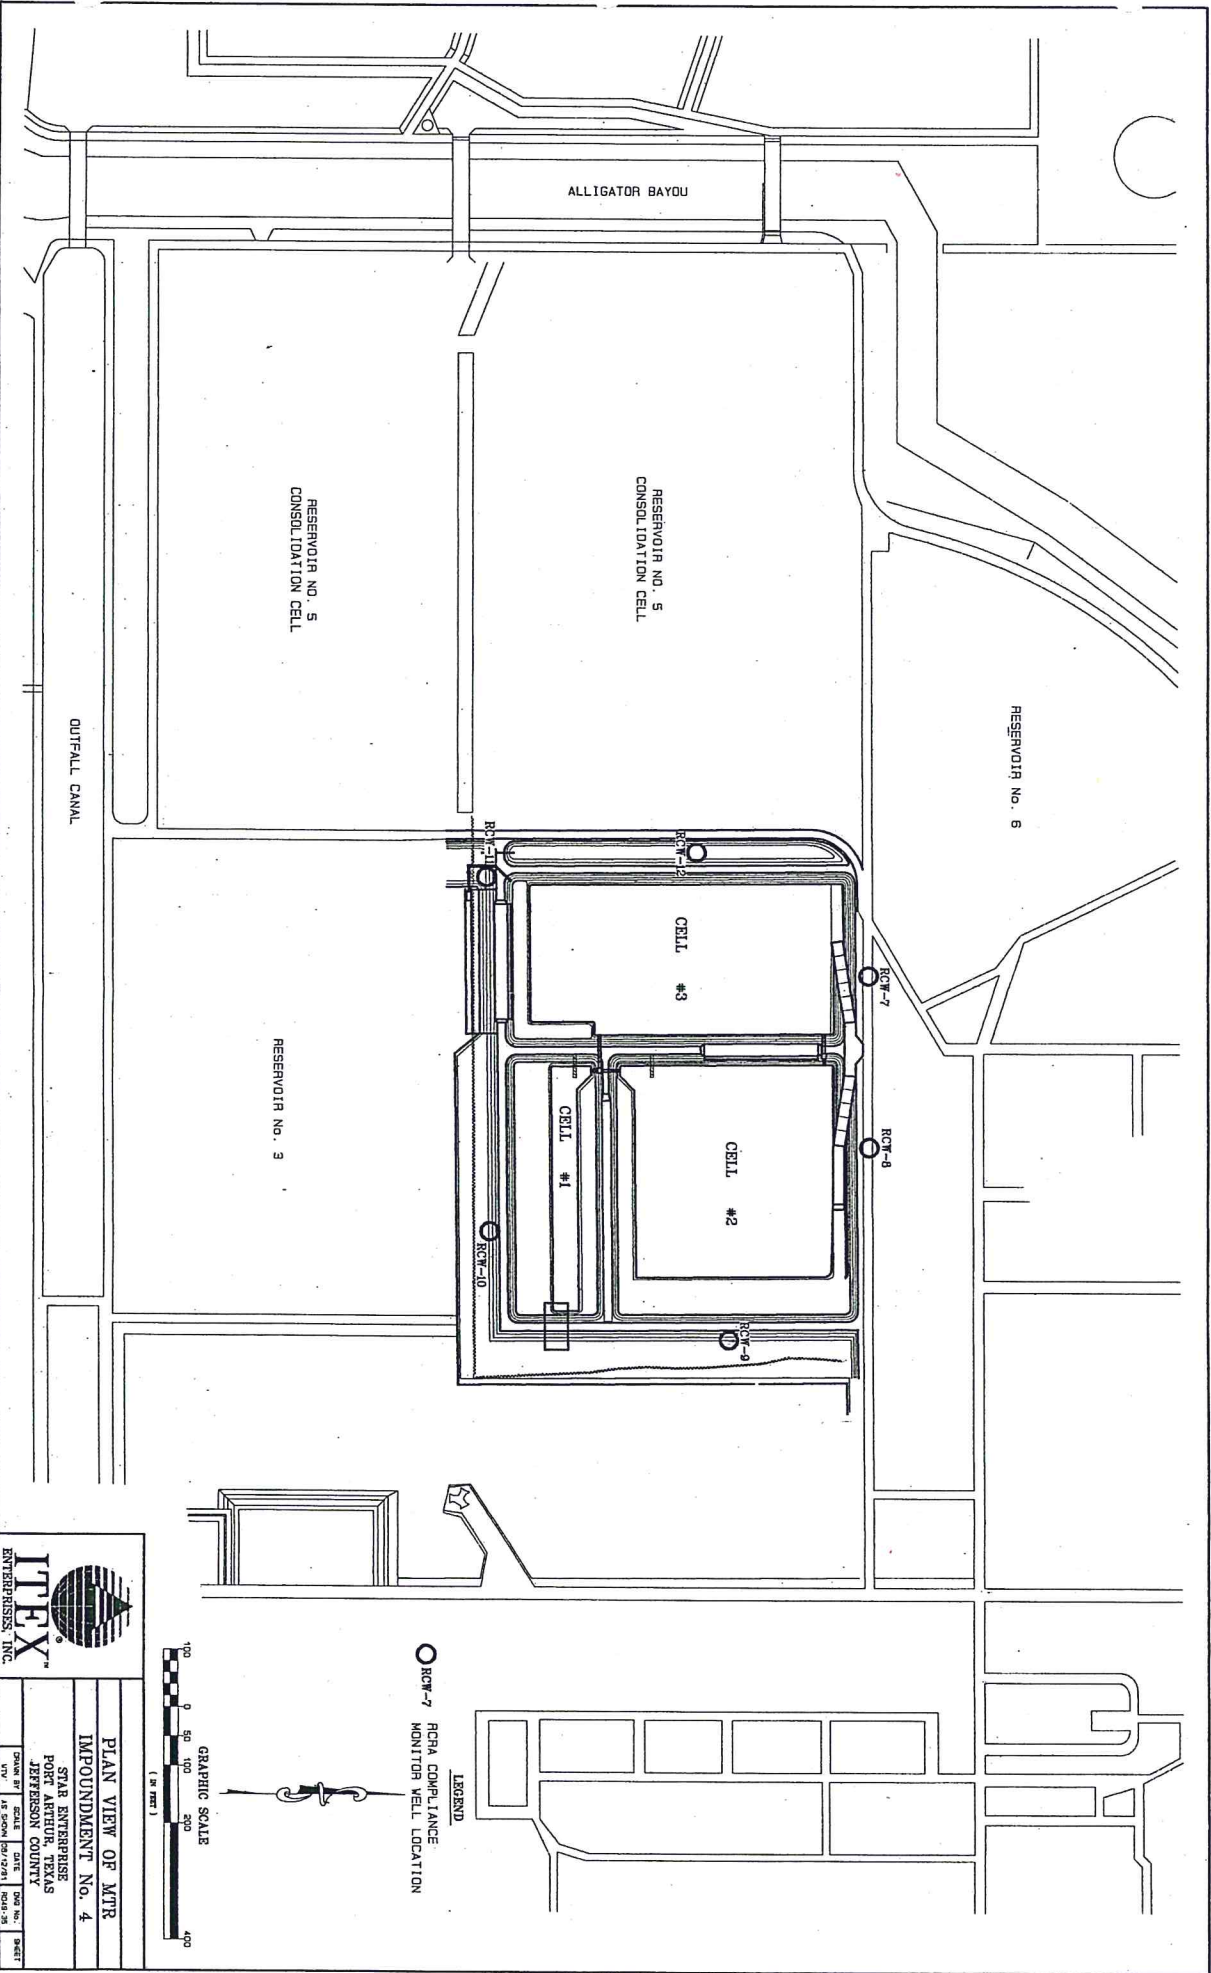 ALLIGATOR BAYOU
RESERVOIR NO. 5
CONSOLIDATION CELL
RESERVOIR NO. 5
CONSOLIDATION CELL
RESERVOIR No. 6
OUTFALL CANAL
RESERVOIR No. 3
RCW-12
RCW-11
CELL #3
RCW-7
CELL #2
RCW-8
CELL #1
RCW-10
RCW-9
LEGEND
RCW-7 RCRA COMPLIANCE
MONITOR WELL LOCATION
GRAPHIC SCALE
100 0 50 100 200 400
( IN FEET )
ITEX™
®
ENTERPRISES, INC.
PLAN VIEW OF MTR
IMPOUNDMENT No. 4
STAR ENTERPRISE
PORT ARTHUR, TEXAS
JEFFERSON COUNTY
DRAWN BY SCALE DATE DWG No. SHEET
AS SHOWN